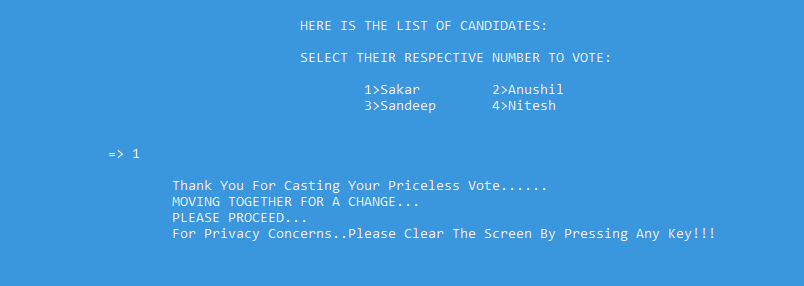 HERE IS THE LIST OF CANDIDATES:
SELECT THEIR RESPECTIVE NUMBER TO VOTE:
1>Sakar 2>Anushil
3>Sandeep 4>Nitesh
=> 1
Thank You For Casting Your Priceless Vote......
MOVING TOGETHER FOR A CHANGE...
PLEASE PROCEED...
For Privacy Concerns..Please Clear The Screen By Pressing Any Key!!!